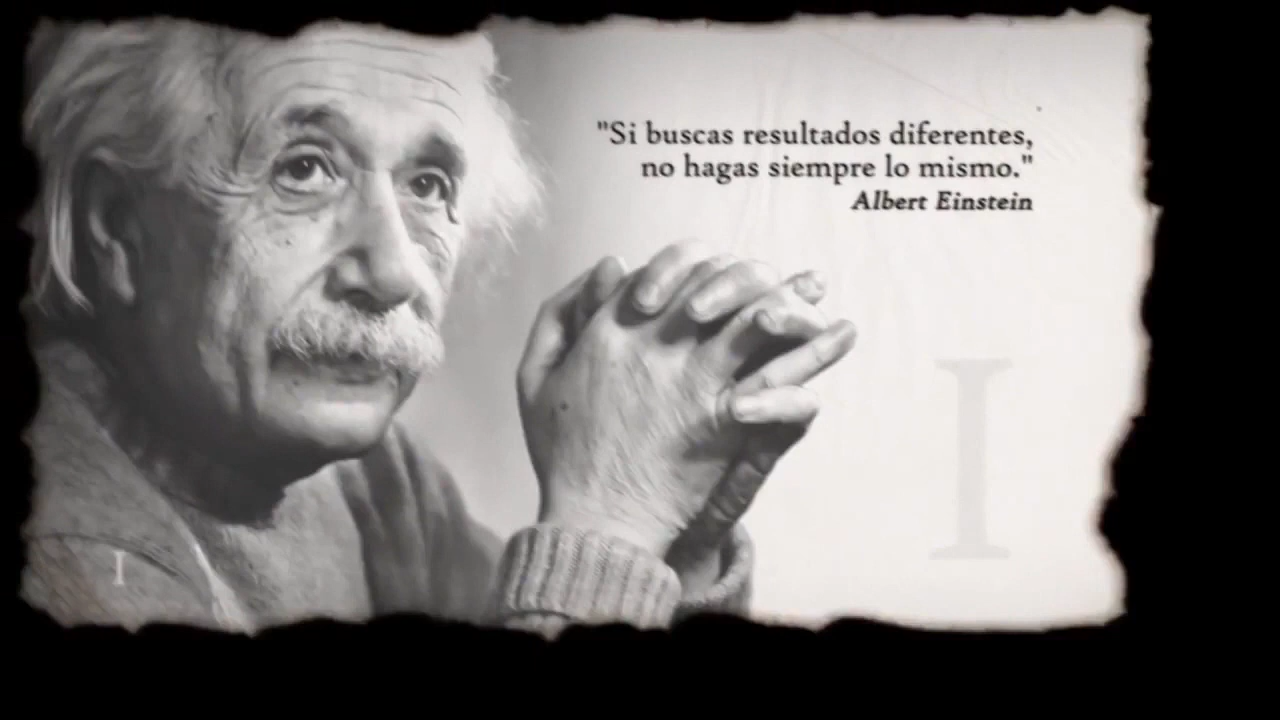 "Si buscas resultados diferentes,
no hagas siempre lo mismo."
Albert Einstein
I
I